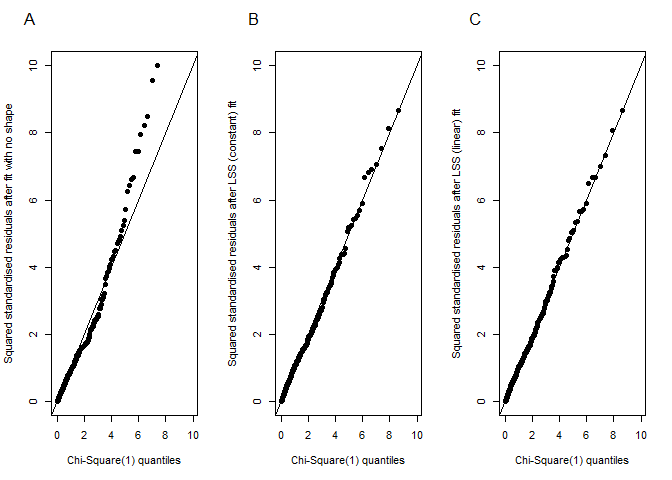 A
B
C
Squared standardised residuals after fit with no shape
10
8
6
4
2
0
0 2 4 6 8 10
Chi-Square(1) quantiles
Squared standardised residuals after LSS (constant) fit
10
8
6
4
2
0
0 2 4 6 8 10
Chi-Square(1) quantiles
Squared standardised residuals after LSS (linear) fit
10
8
6
4
2
0
0 2 4 6 8 10
Chi-Square(1) quantiles